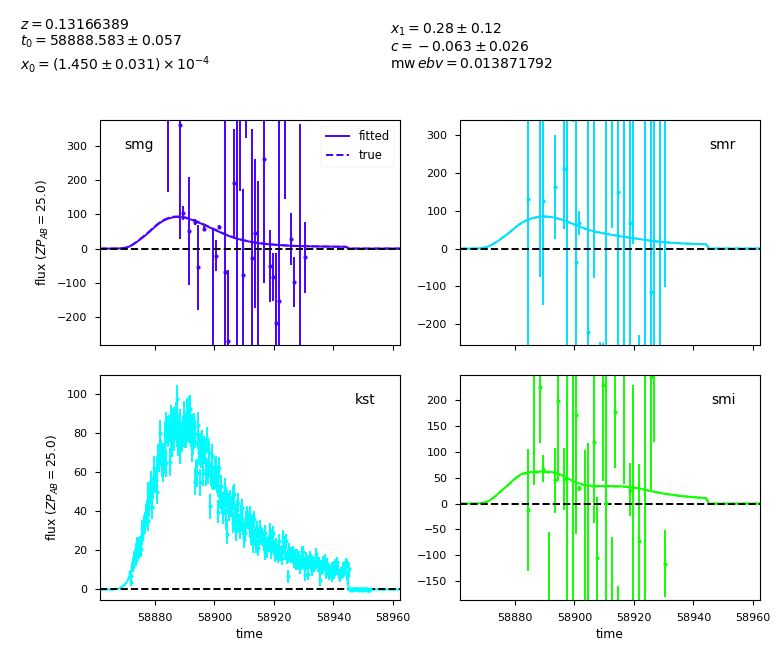 z = 0.13166389
t₀ = 58888.583 ± 0.057
x₀ = (1.450 ± 0.031) × 10⁻⁴
x₁ = 0.28 ± 0.12
c = −0.063 ± 0.026
mw ebv = 0.013871792
smg
fitted
true
300
200
100
0
−100
−200
flux (ZP_AB = 25.0)
smr
300
200
100
0
−100
−200
kst
100
80
60
40
20
0
flux (ZP_AB = 25.0)
58880 58900 58920 58940 58960
time
smi
200
150
100
50
0
−50
−100
−150
58880 58900 58920 58940 58960
time